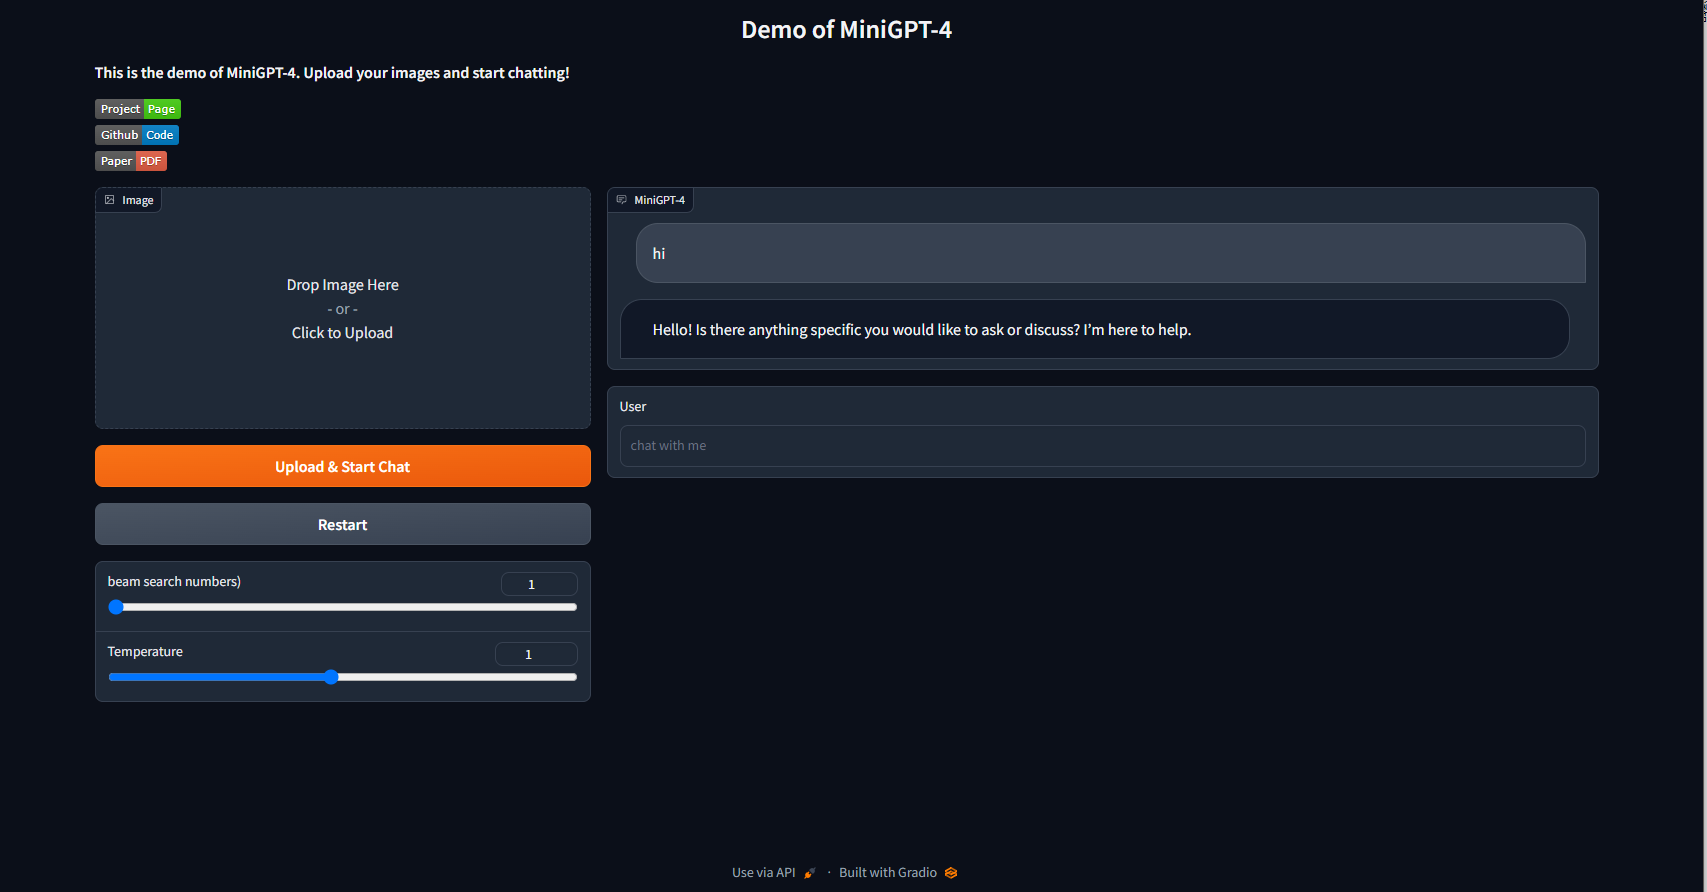 Demo of MiniGPT-4
This is the demo of MiniGPT-4. Upload your images and start chatting!
Project Page
Github Code
Paper PDF
Image
Drop Image Here
- or -
Click to Upload
Upload & Start Chat
Restart
beam search numbers)
1
Temperature
1
MiniGPT-4
hi
Hello! Is there anything specific you would like to ask or discuss? I’m here to help.
User
chat with me
Use via API · Built with Gradio